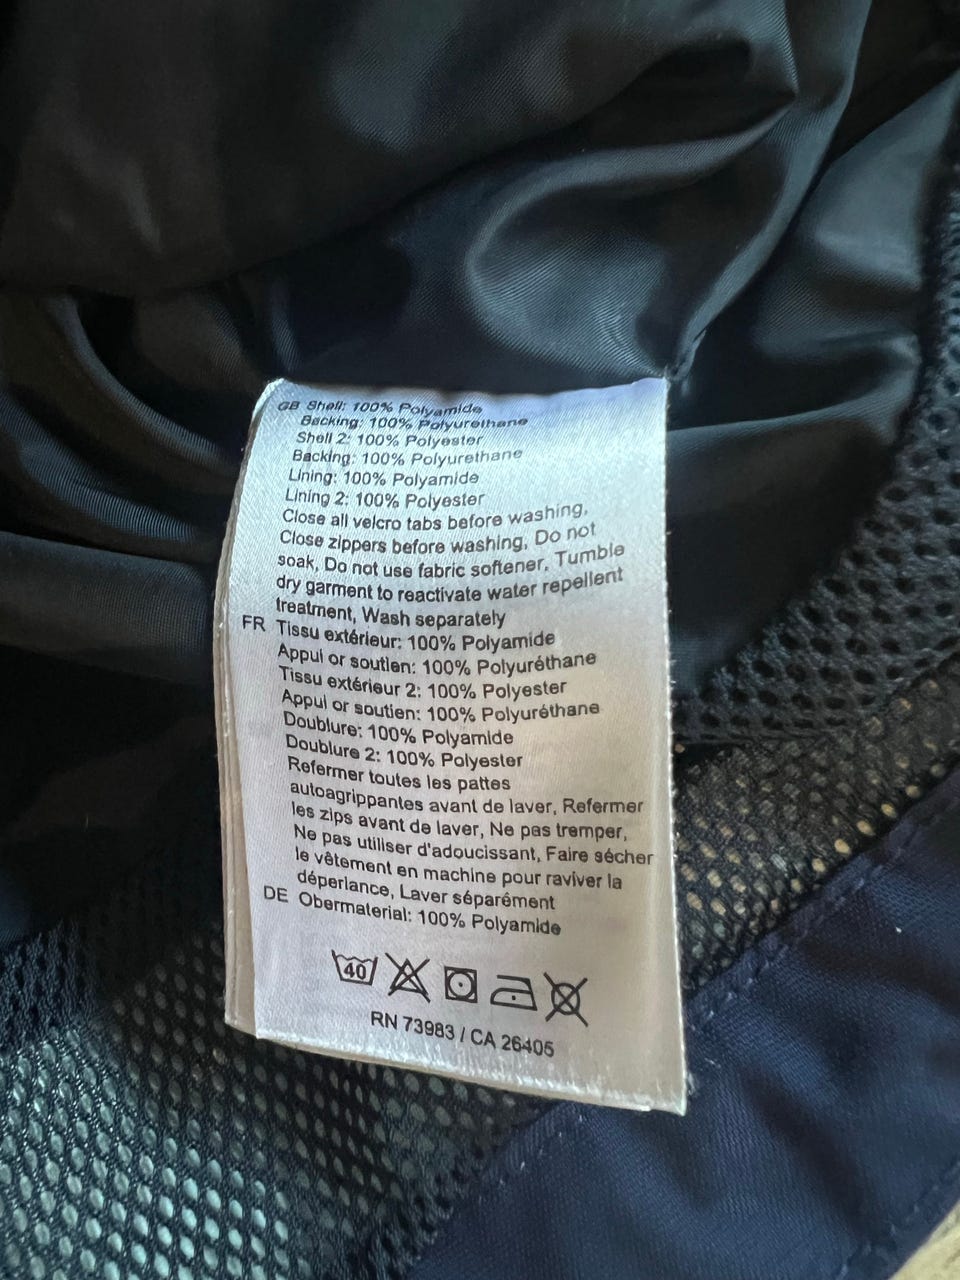 GB Shell: 100% Polyamide
Backing: 100% Polyurethane
Shell 2: 100% Polyester
Backing: 100% Polyurethane
Lining: 100% Polyamide
Lining 2: 100% Polyester
Close all velcro tabs before washing,
Close zippers before washing, Do not
soak, Do not use fabric softener, Tumble
dry garment to reactivate water repellent
treatment, Wash separately
FR Tissu extérieur: 100% Polyamide
Appui or soutien: 100% Polyuréthane
Tissu extérieur 2: 100% Polyester
Appui or soutien: 100% Polyuréthane
Doublure: 100% Polyamide
Doublure 2: 100% Polyester
Refermer toutes les pattes
autoagrippantes avant de laver, Refermer
les zips avant de laver, Ne pas tremper,
Ne pas utiliser d'adoucissant, Faire sécher
le vêtement en machine pour raviver la
déperlance, Laver séparément
DE Obermaterial: 100% Polyamide
40
RN 73983 / CA 26405